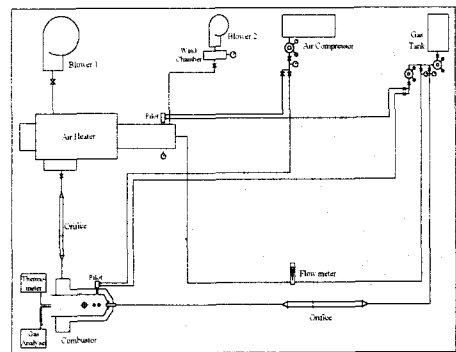 Blower 1
Blower 2
Wind
Chamber
Air Compressor
Gas
Tank
Pilot
Air Heater
Orifice
Pilot
Flow meter
Thermo
meter
Gas
Analyser
Combustor
Orifice